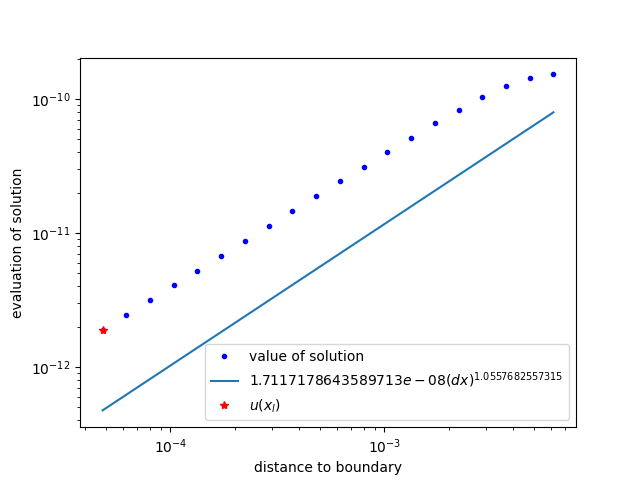 10⁻¹⁰
10⁻¹¹
10⁻¹²
evaluation of solution
value of solution
1.7117178643589713e − 08(dx)^1.0557682557315
u(x_l)
10⁻⁴
10⁻³
distance to boundary